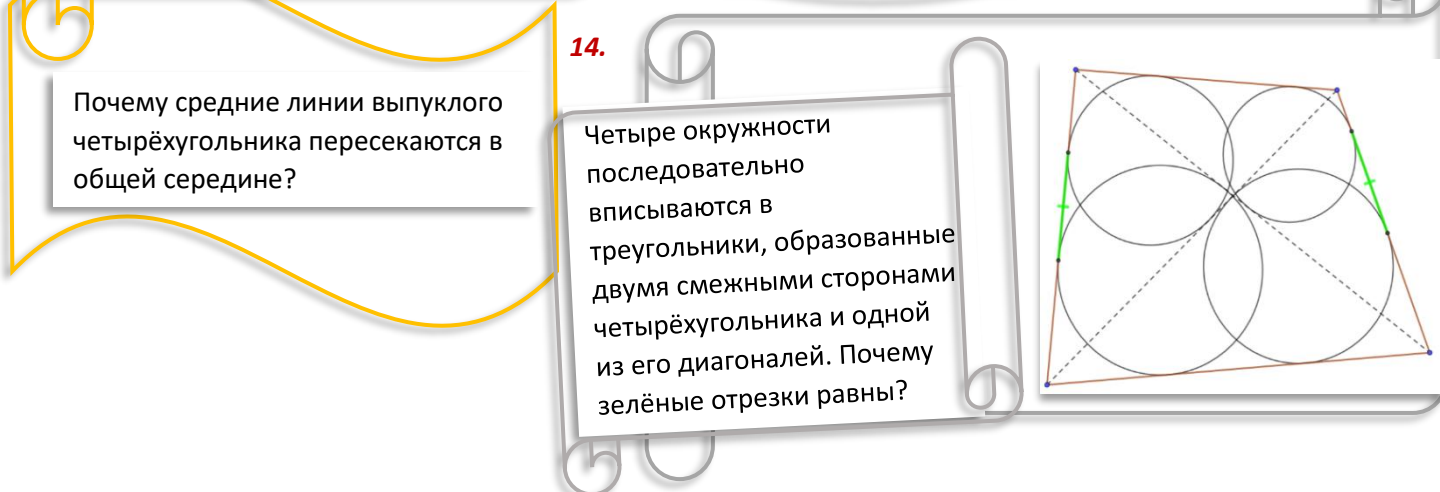 Почему средние линии выпуклого
четырёхугольника пересекаются в
общей середине?
14.
Четыре окружности
последовательно
вписываются в
треугольники, образованные
двумя смежными сторонами
четырёхугольника и одной
из его диагоналей. Почему
зелёные отрезки равны?